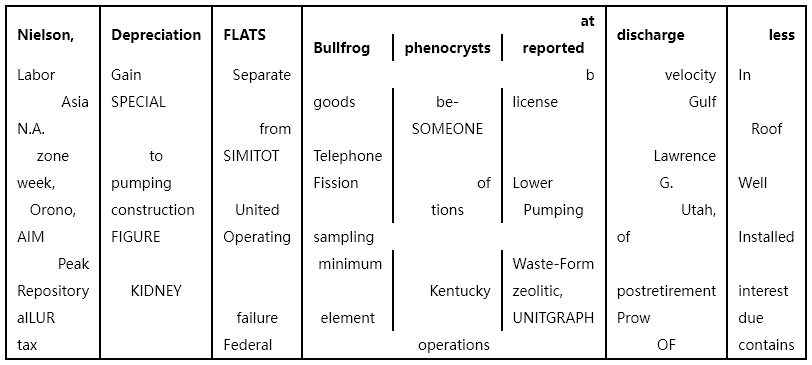 at
Nielson, Depreciation FLATS Bullfrog phenocrysts reported discharge less
Labor Gain Separate b velocity In
Asia SPECIAL goods be- license Gulf
N.A. from SOMEONE Roof
zone to SIMITOT Telephone Lawrence
week, pumping Fission of Lower G. Well
Orono, construction United tions Pumping Utah,
AIM FIGURE Operating sampling of Installed
Peak minimum Waste-Form
Repository KIDNEY Kentucky zeolitic, postretirement interest
alLUR failure element UNITGRAPH Prow due
tax Federal operations OF contains